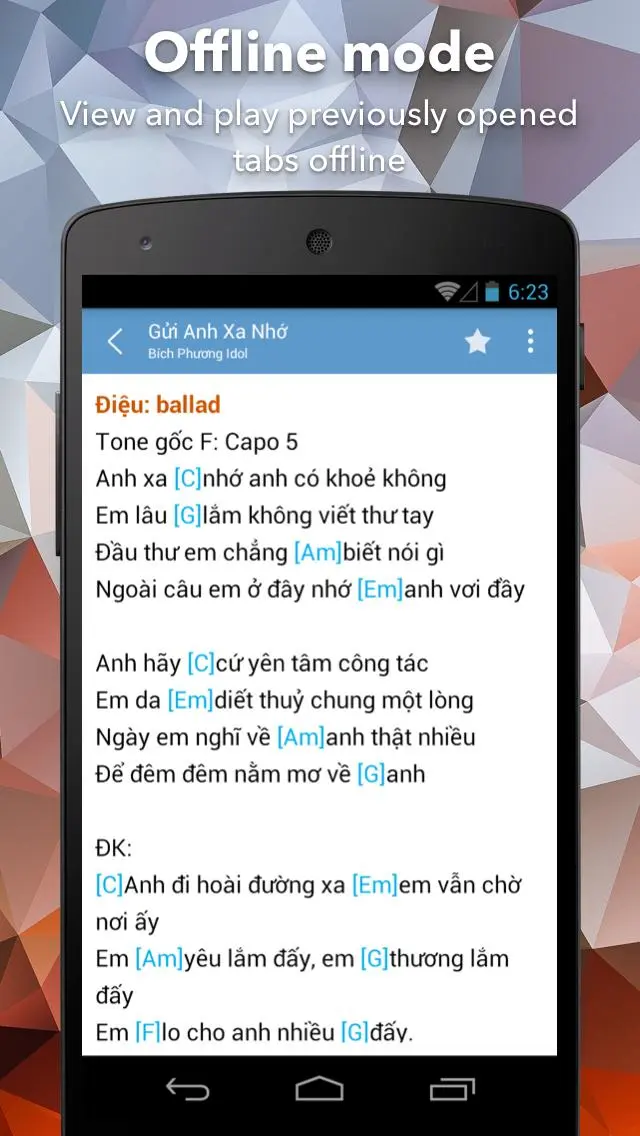 Offline mode
View and play previously opened
tabs offline
6:23
Gửi Anh Xa Nhớ
Bích Phương Idol
Điệu: ballad
Tone gốc F: Capo 5
Anh xa [C]nhớ anh có khoẻ không
Em lâu [G]lắm không viết thư tay
Đầu thư em chẳng [Am]biết nói gì
Ngoài câu em ở đây nhớ [Em]anh vơi đầy
Anh hãy [C]cứ yên tâm công tác
Em da [Em]diết thuỷ chung một lòng
Ngày em nghĩ về [Am]anh thật nhiều
Để đêm đêm nằm mơ về [G]anh
ĐK:
[C]Anh đi hoài đường xa [Em]em vẫn chờ
nơi ấy
Em [Am]yêu lắm đấy, em [G]thương lắm
đấy
Em [F]lo cho anh nhiều [G]đấy.